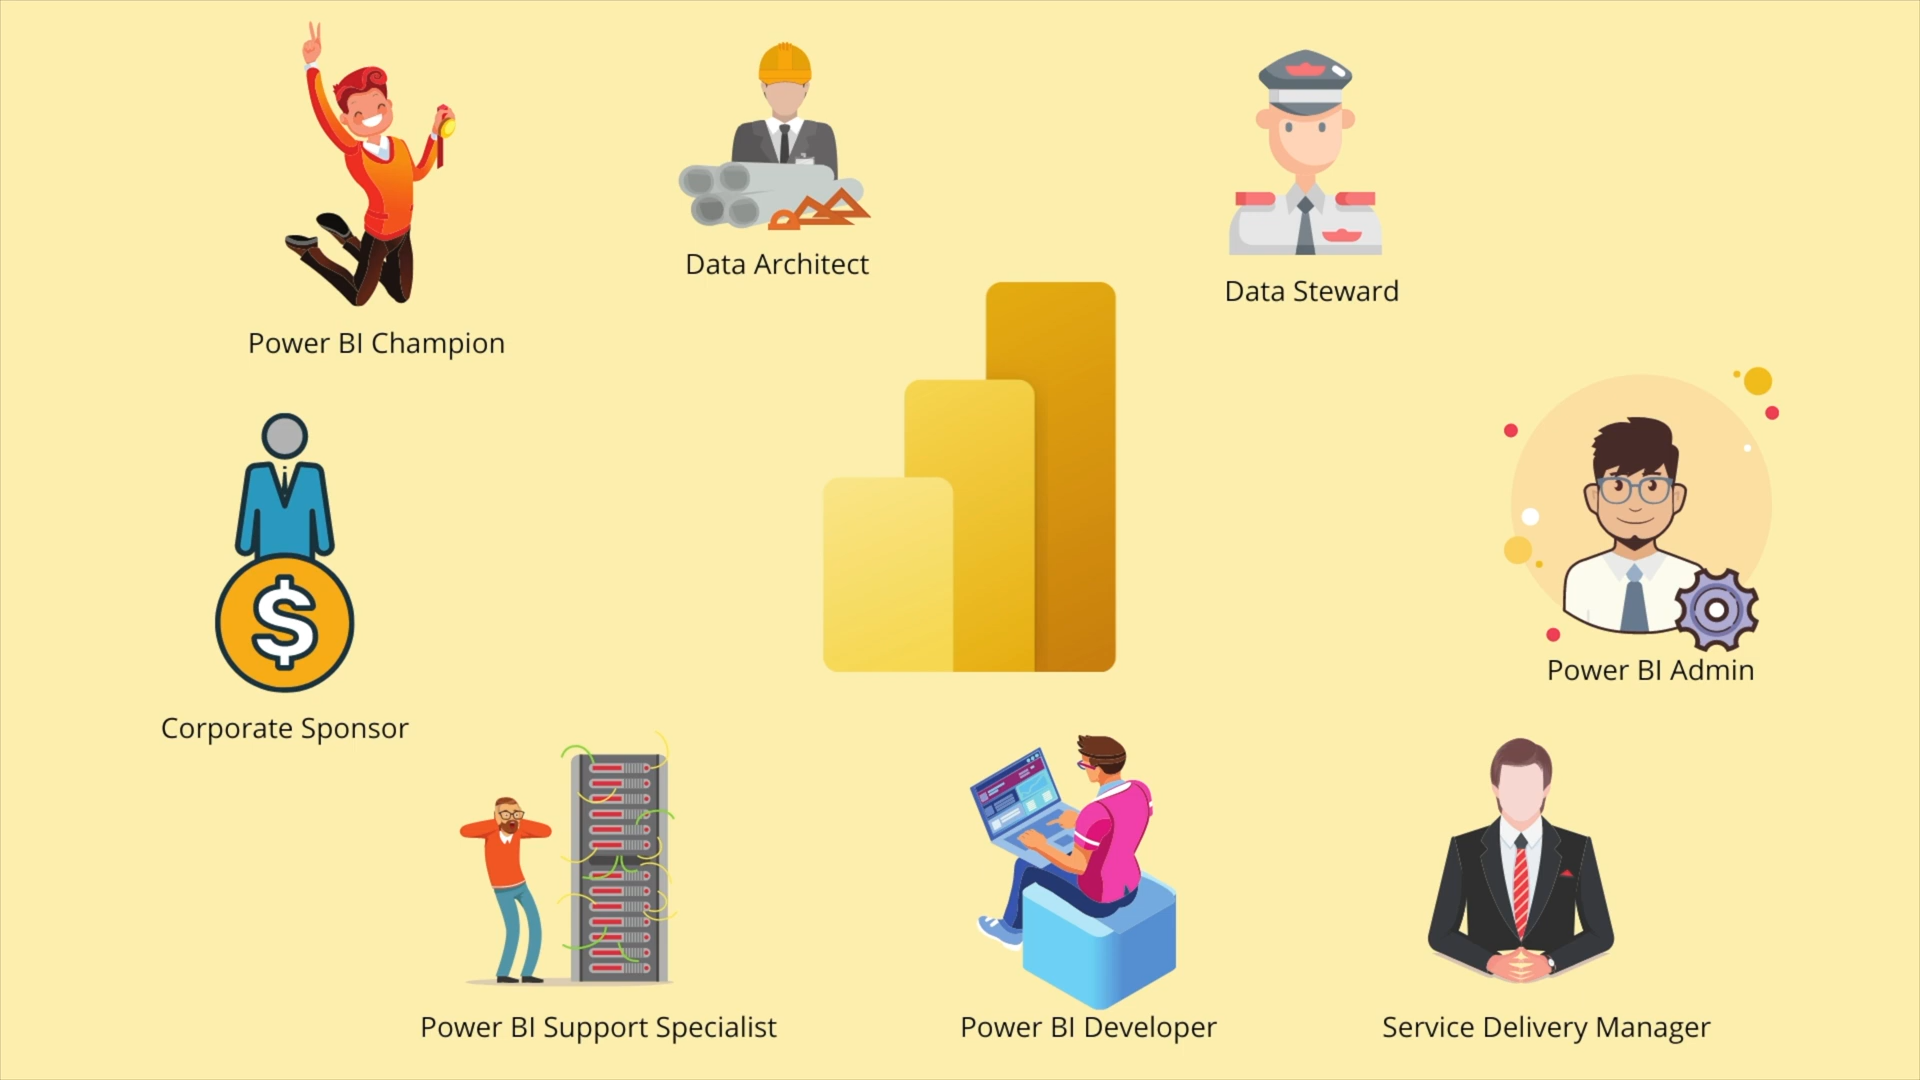 Data Architect
Data Steward
Power BI Champion
Power BI Admin
Corporate Sponsor
$
Power BI Support Specialist
Power BI Developer
Service Delivery Manager